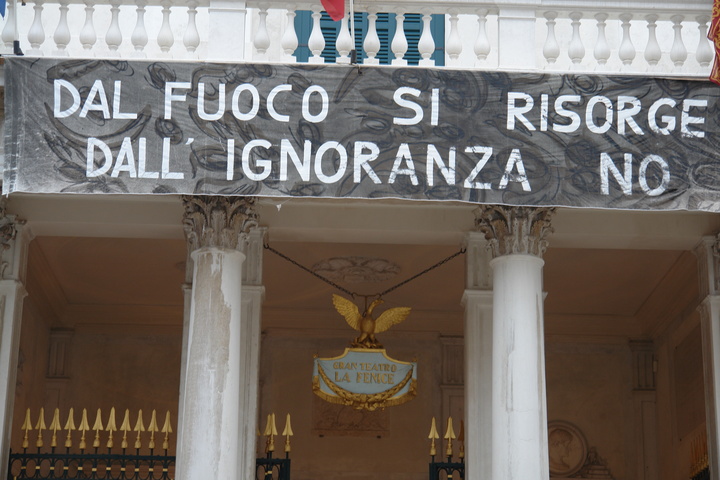 DAL FUOCO SI RISORGE
DALL' IGNORANZA NO
GRAN TEATRO
LA FENICE